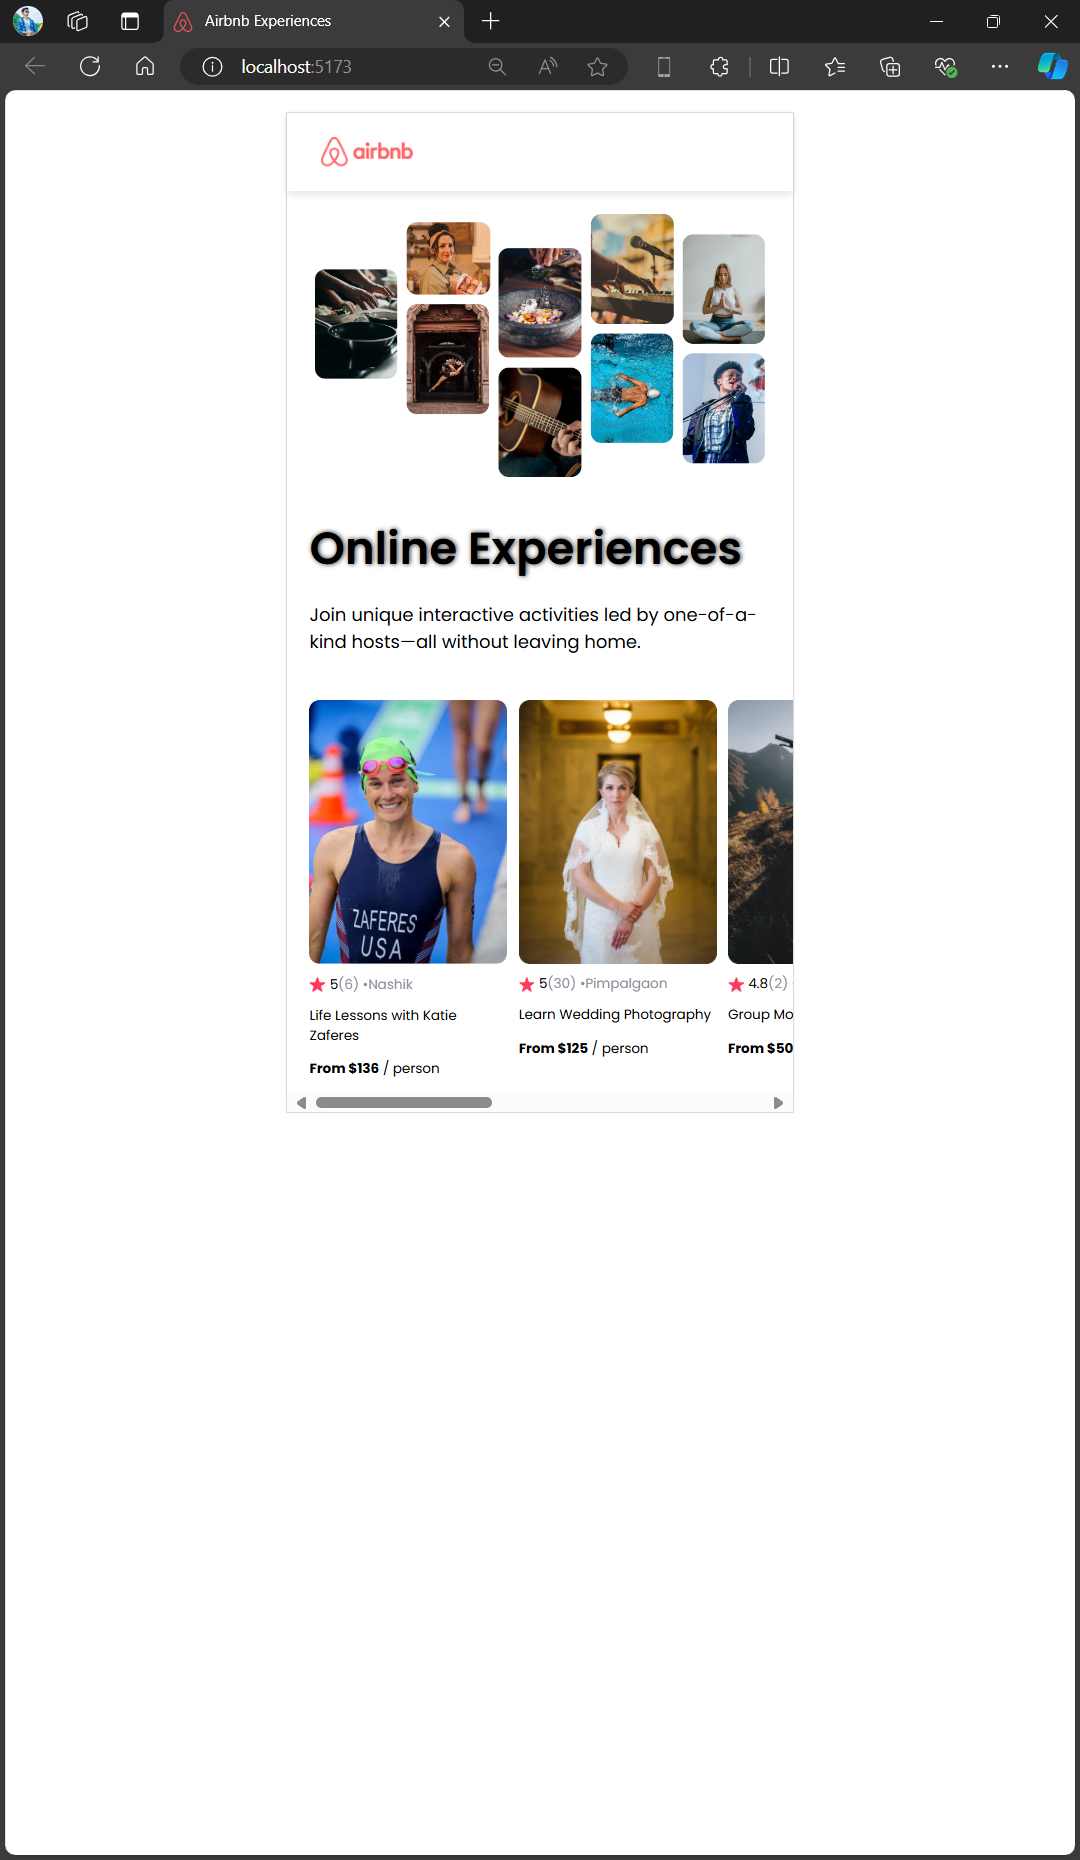 Airbnb Experiences
localhost:5173
airbnb
Online Experiences
Join unique interactive activities led by one-of-a-
kind hosts—all without leaving home.
ZAFERES
USA
5(6) •Nashik
Life Lessons with Katie
Zaferes
From $136 / person
5(30) •Pimpalgaon
Learn Wedding Photography
From $125 / person
4.8(2)
Group Mo
From $50